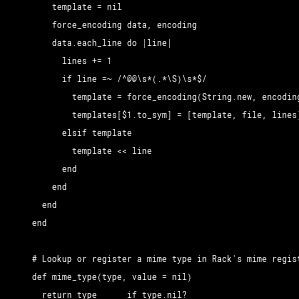 template = nil
force_encoding data, encoding
data.each_line do |line|
lines += 1
if line =~ /^@@\s*(.*\S)\s*$/
template = force_encoding(String.new, encoding
templates[$1.to_sym] = [template, file, lines]
elsif template
template << line
end
end
end
end
# Lookup or register a mime type in Rack's mime regist
def mime_type(type, value = nil)
return type      if type.nil?